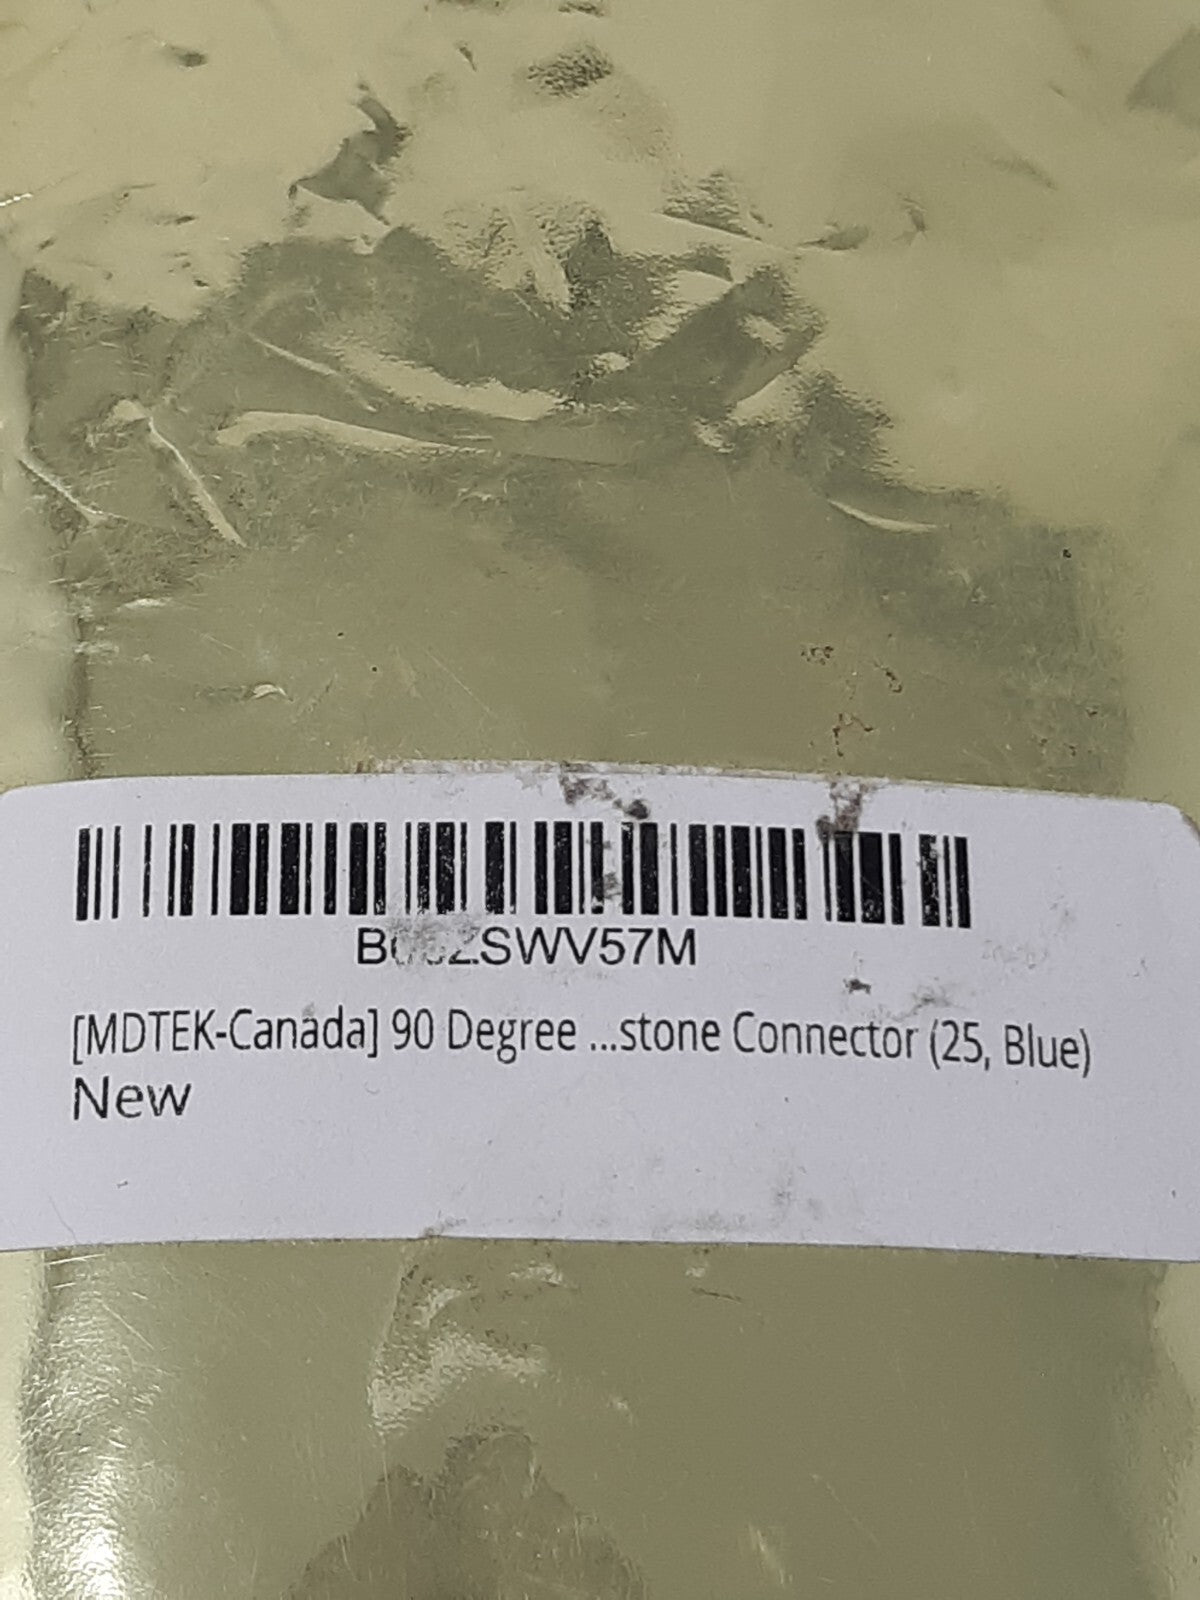 [MDTEK-Canada] 90 Degree ...stone Connector (25, Blue)
New